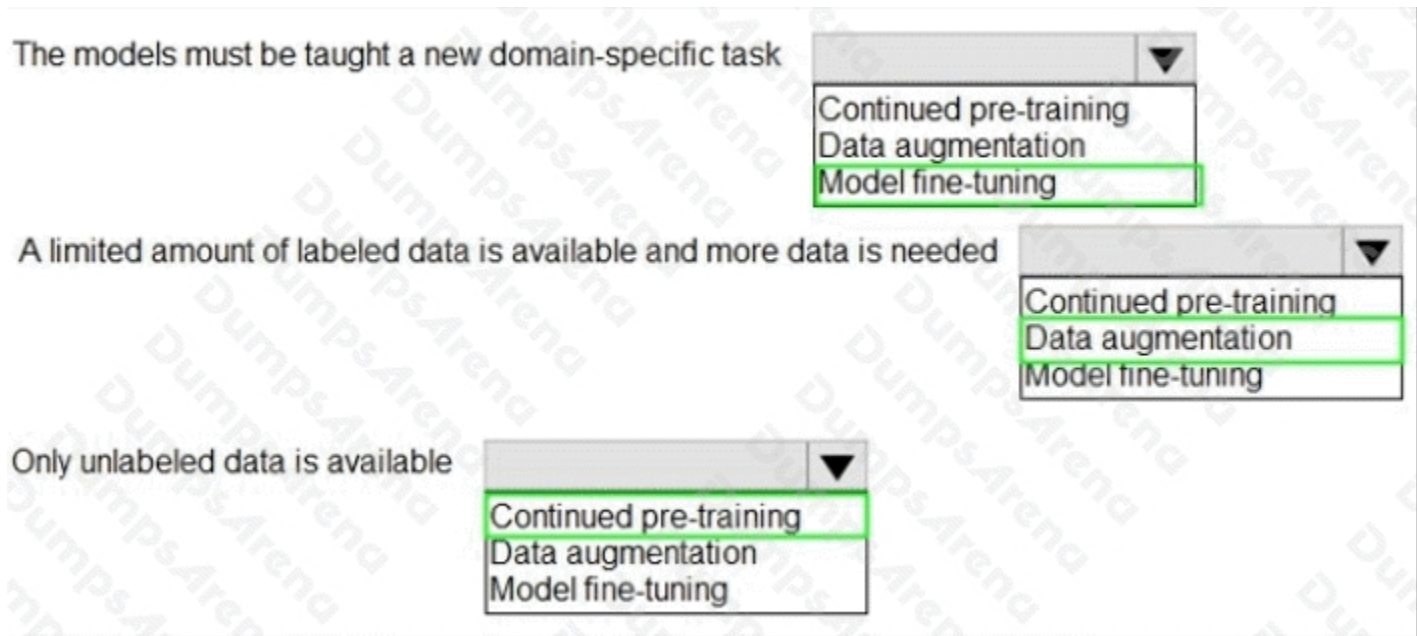 The models must be taught a new domain-specific task
Continued pre-training
Data augmentation
Model fine-tuning
A limited amount of labeled data is available and more data is needed
Continued pre-training
Data augmentation
Model fine-tuning
Only unlabeled data is available
Continued pre-training
Data augmentation
Model fine-tuning
DumpsArena